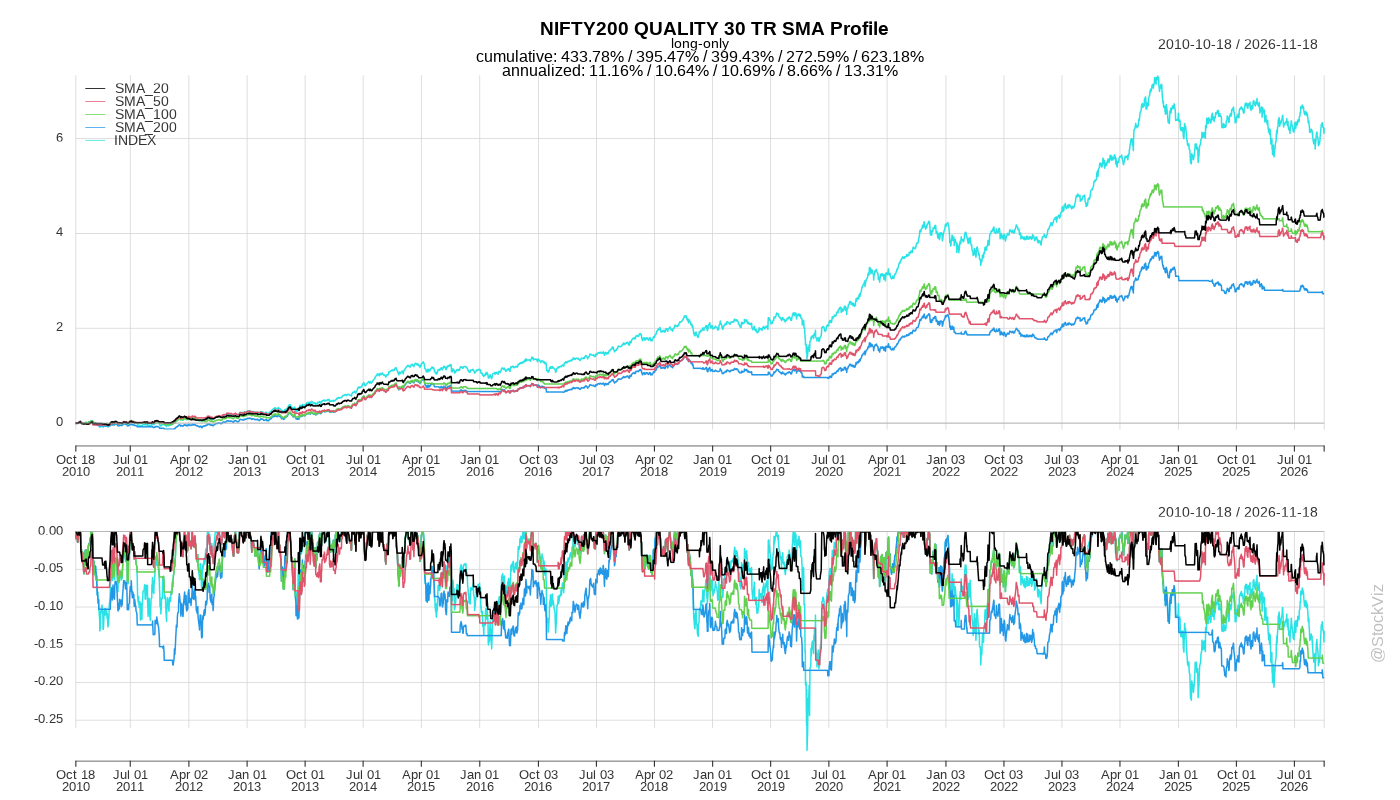 NIFTY200 QUALITY 30 TR SMA Profile
long-only
2010-10-18 / 2026-11-18
cumulative: 433.78% / 395.47% / 399.43% / 272.59% / 623.18%
annualized: 11.16% / 10.64% / 10.69% / 8.66% / 13.31%
SMA_20
SMA_50
SMA_100
SMA_200
INDEX
6
4
2
0
Oct 18 Jul 01 Apr 02 Jan 01 Oct 01 Jul 01 Apr 01 Jan 01 Oct 03 Jul 03 Apr 02 Jan 01 Oct 01 Jul 01 Apr 01 Jan 03 Oct 03 Jul 03 Apr 01 Jan 01 Oct 01 Jul 01
2010 2011 2012 2013 2013 2014 2015 2016 2016 2017 2018 2019 2019 2020 2021 2022 2022 2023 2024 2025 2025 2026
2010-10-18 / 2026-11-18
0.00
-0.05
-0.10
-0.15
-0.20
-0.25
Oct 18 Jul 01 Apr 02 Jan 01 Oct 01 Jul 01 Apr 01 Jan 01 Oct 03 Jul 03 Apr 02 Jan 01 Oct 01 Jul 01 Apr 01 Jan 03 Oct 03 Jul 03 Apr 01 Jan 01 Oct 01 Jul 01
2010 2011 2012 2013 2013 2014 2015 2016 2016 2017 2018 2019 2019 2020 2021 2022 2022 2023 2024 2025 2025 2026
@StockViz